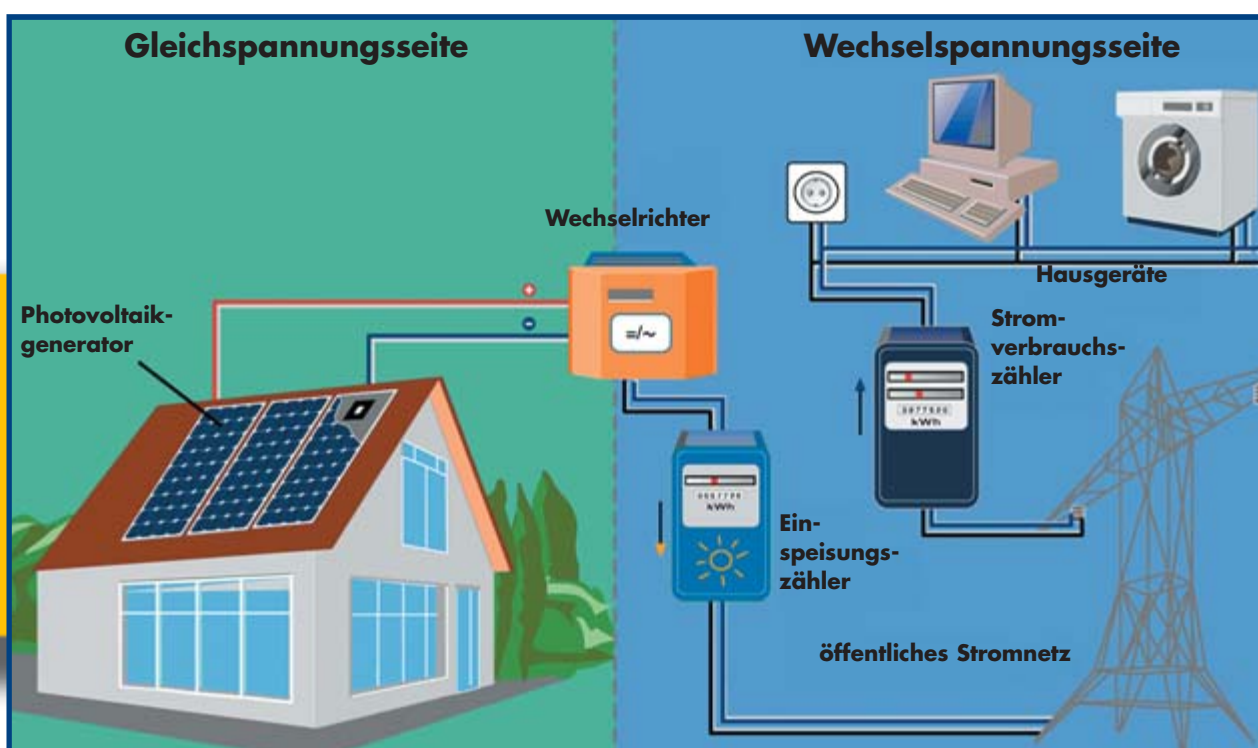 Gleichspannungsseite
Wechselspannungsseite
Wechselrichter
+
-
=/~
Photovoltaik-
generator
Hausgeräte
Strom-
verbrauchs-
zähler
kWh
kWh
Ein-
speisungs-
zähler
öffentliches Stromnetz